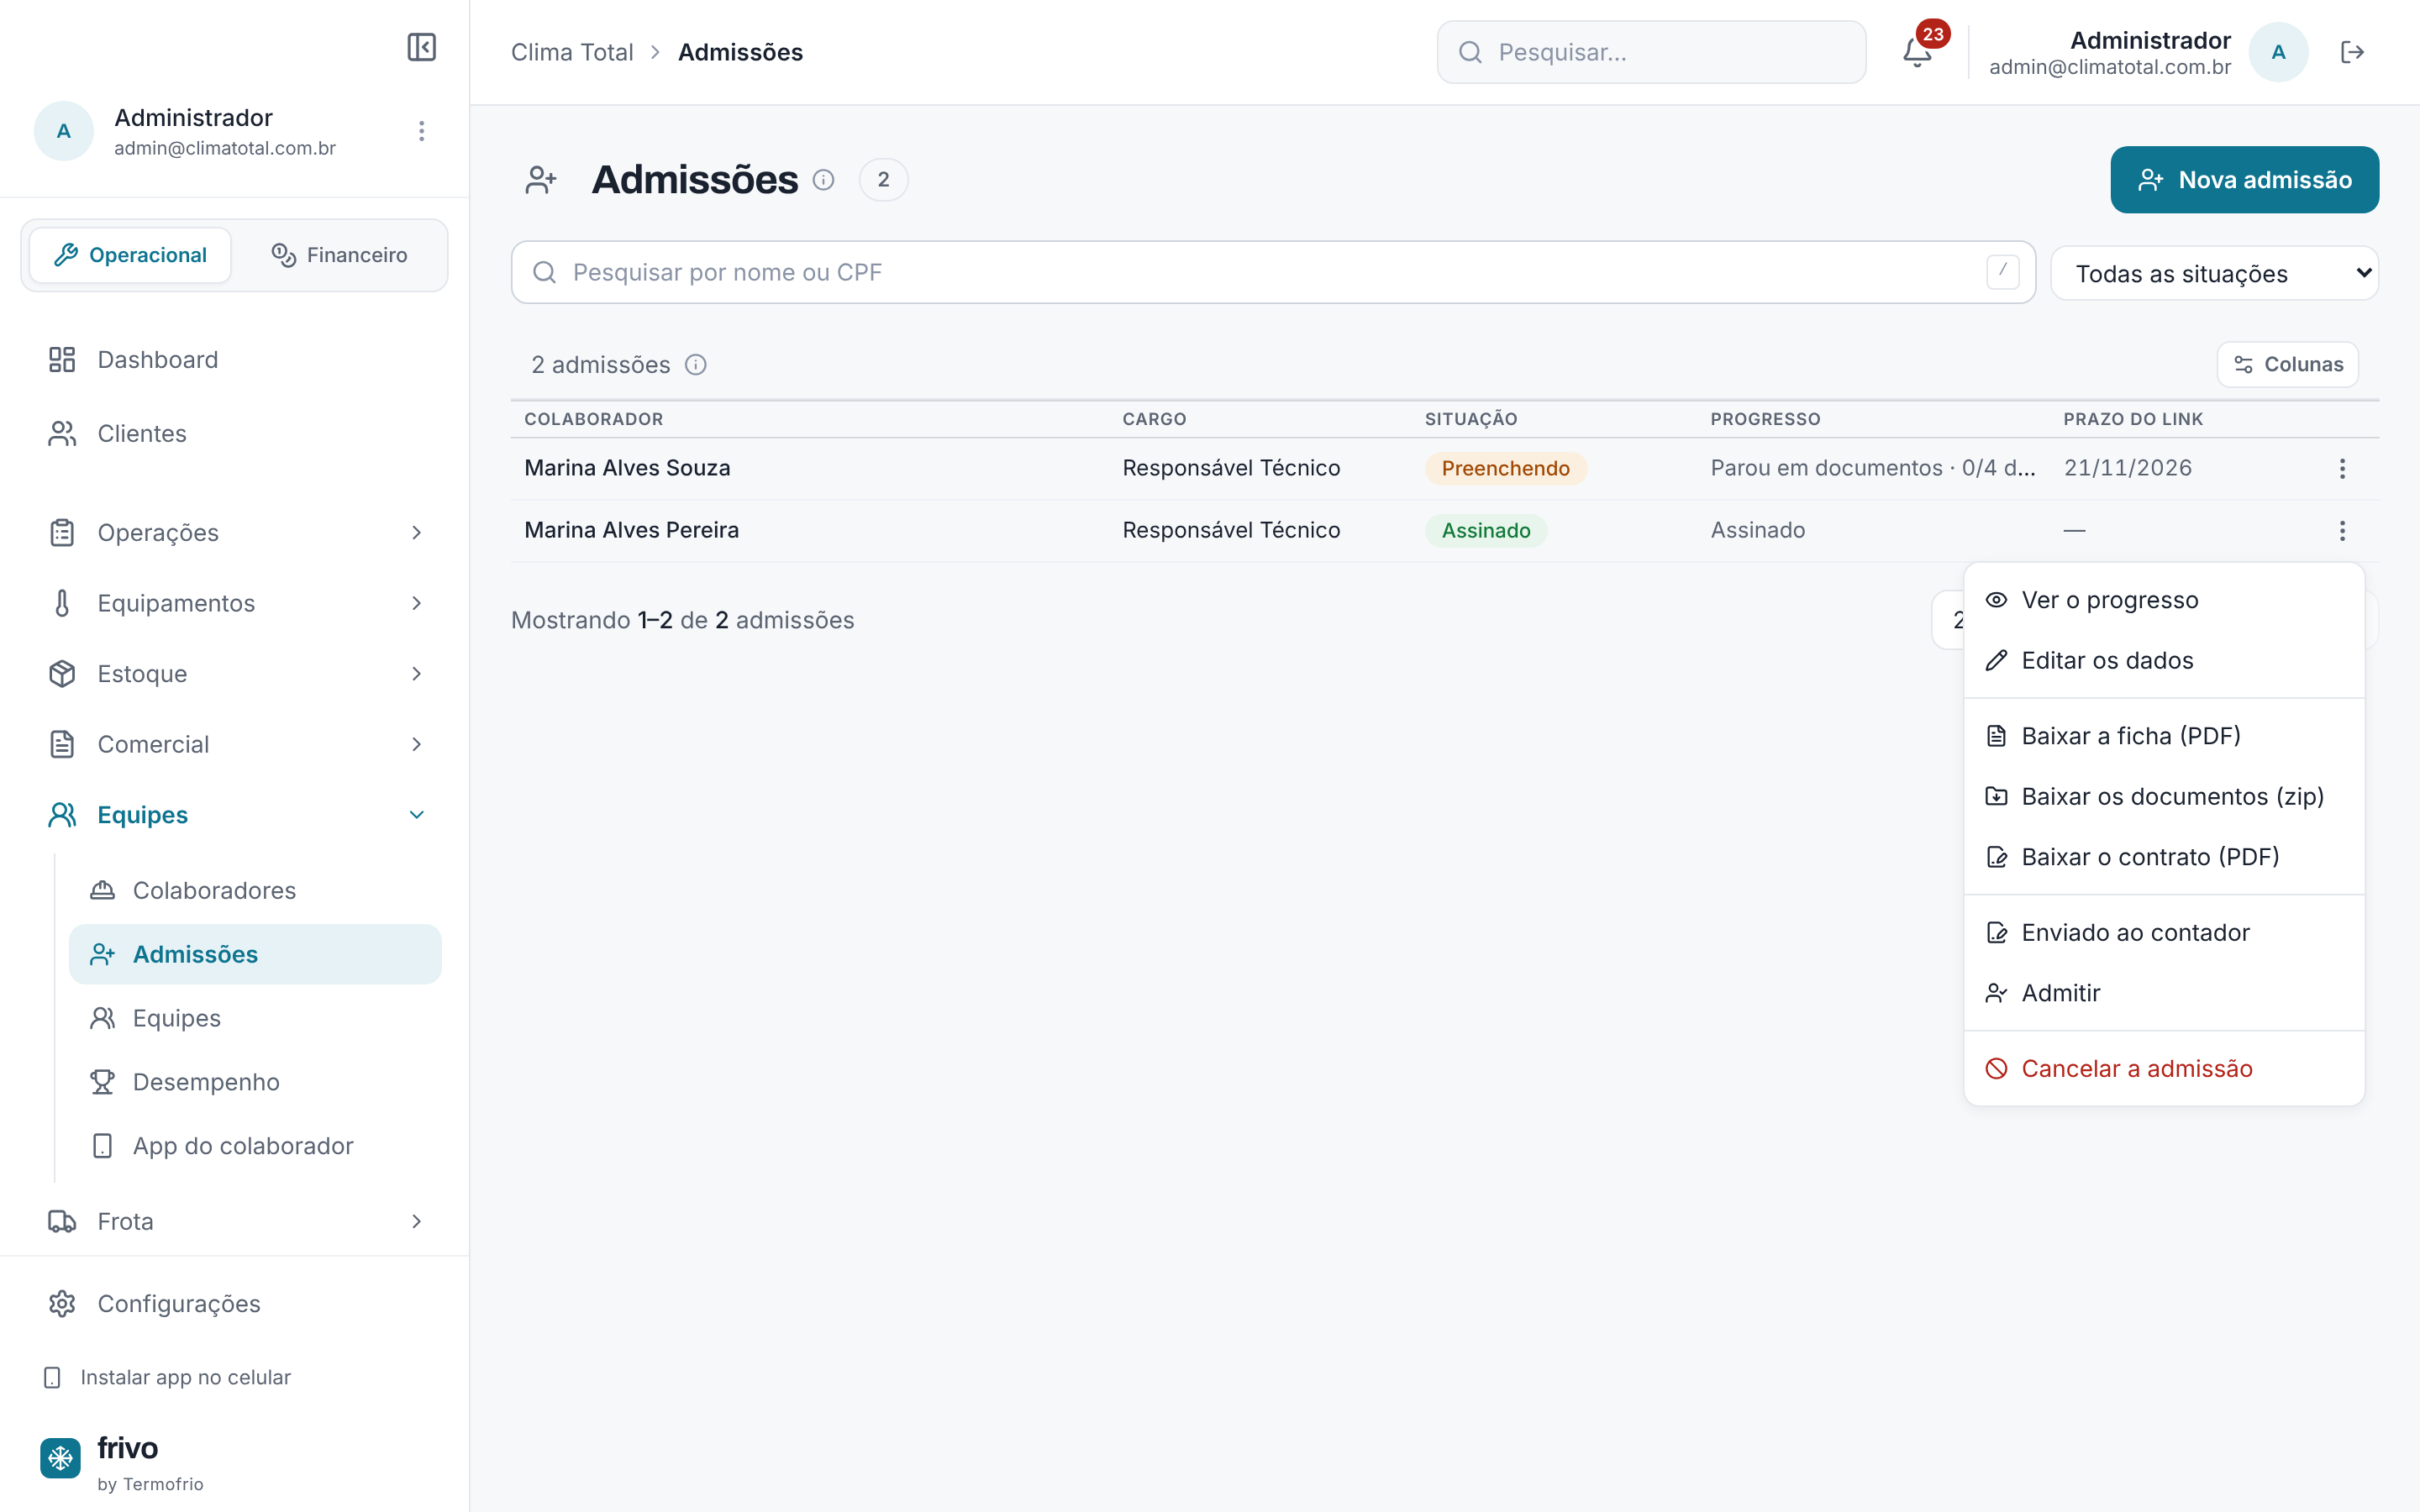 A
Administrador
admin@climatotal.com.br
Operacional
Financeiro
Dashboard
Clientes
Operações
Equipamentos
Estoque
Comercial
Equipes
Colaboradores
Admissões
Equipes
Desempenho
App do colaborador
Frota
Configurações
Instalar app no celular
frivo
by Termofrio
Clima Total > Admissões
Pesquisar...
23
Administrador
admin@climatotal.com.br
A
Admissões
2
Nova admissão
Pesquisar por nome ou CPF
/
Todas as situações
2 admissões
Colunas
COLABORADOR CARGO SITUAÇÃO PROGRESSO PRAZO DO LINK
Marina Alves Souza Responsável Técnico Preenchendo Parou em documentos · 0/4 d... 21/11/2026
Marina Alves Pereira Responsável Técnico Assinado Assinado —
Mostrando 1–2 de 2 admissões
Ver o progresso
Editar os dados
Baixar a ficha (PDF)
Baixar os documentos (zip)
Baixar o contrato (PDF)
Enviado ao contador
Admitir
Cancelar a admissão